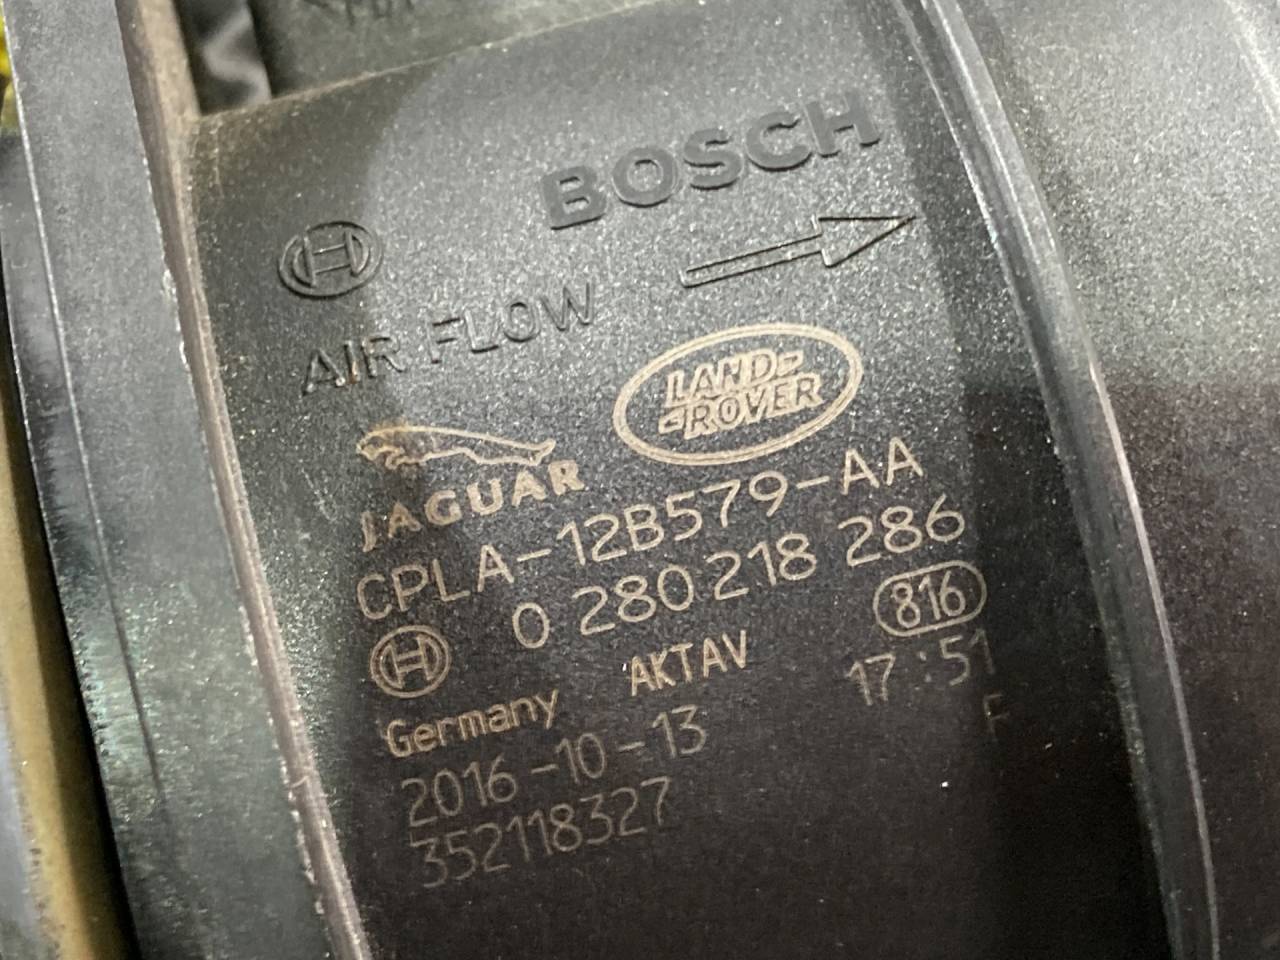 BOSCH
AIR FLOW
LAND
ROVER
JAGUAR
CPLA-12B579-AA
0 280 218 286
816
AKTAV
17:51
Germany
F
2016-10-13
352118327